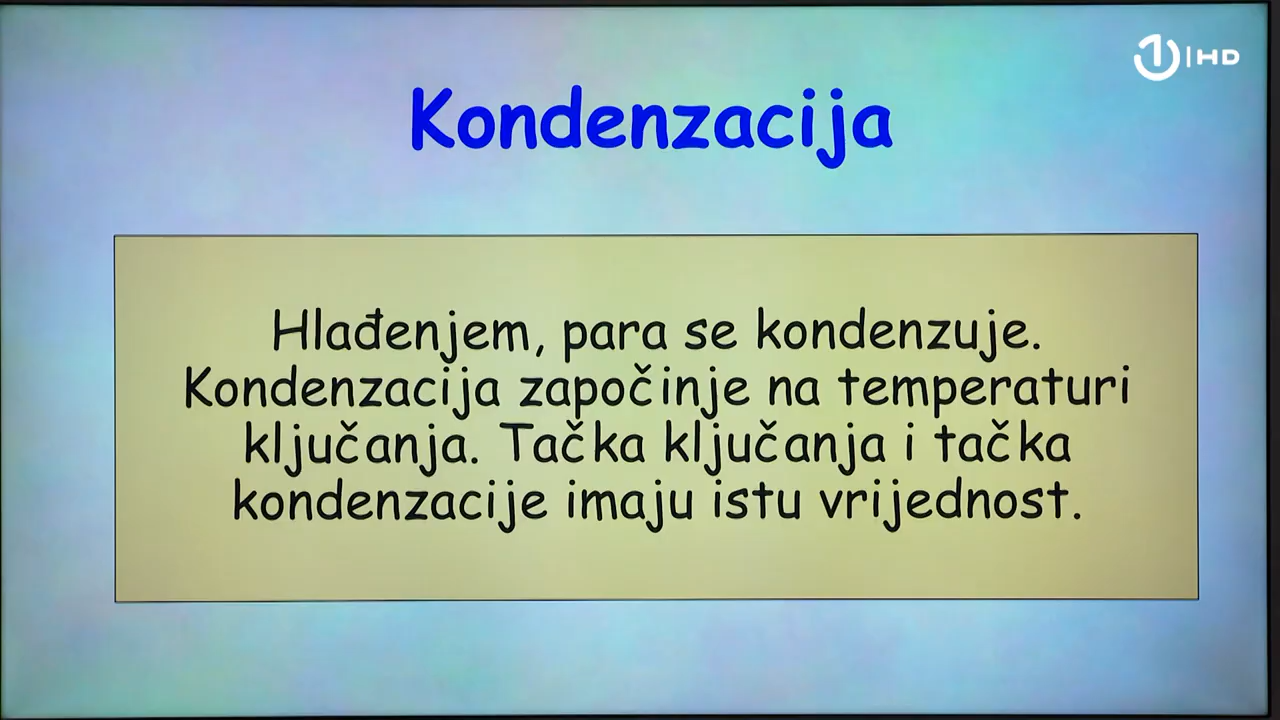 1|HD
Kondenzacija
Hlađenjem, para se kondenzuje.
Kondenzacija započinje na temperaturi
ključanja. Tačka ključanja i tačka
kondenzacije imaju istu vrijednost.